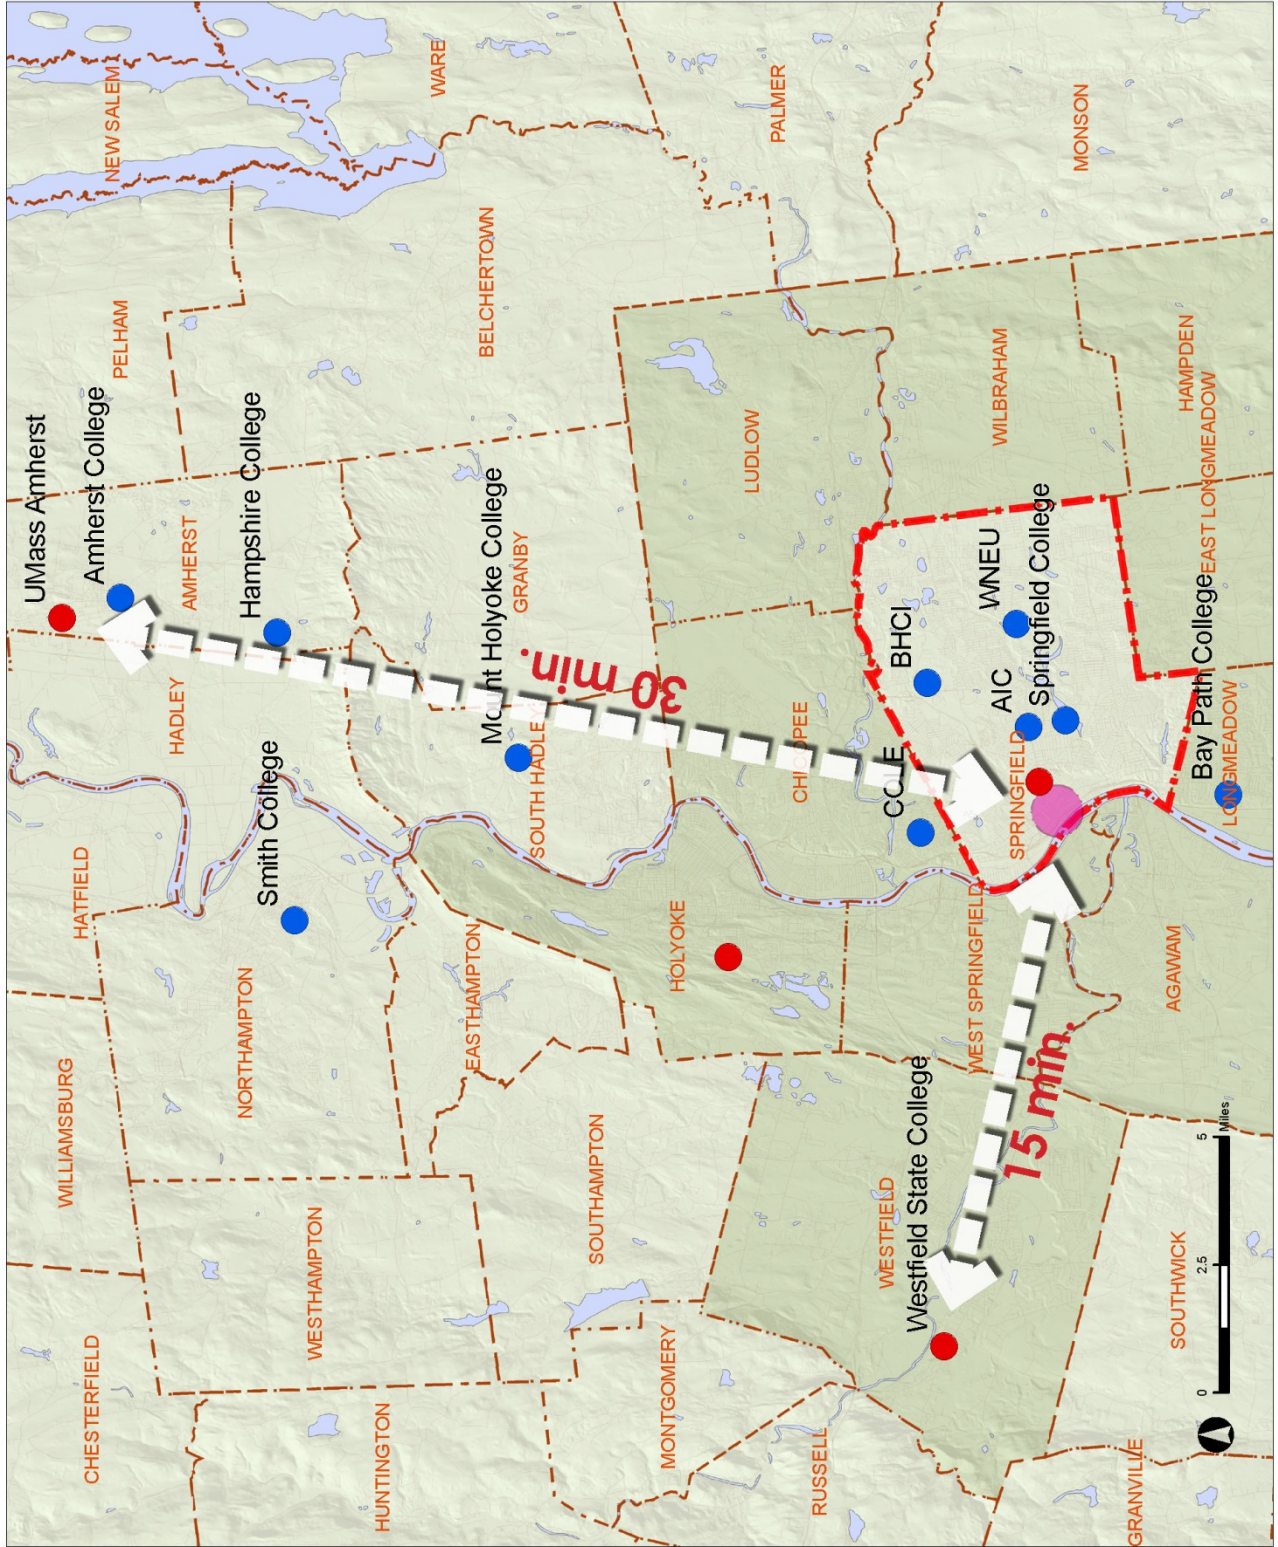 UMass Amherst
WILLIAMSBURG
HATFIELD
CHESTERFIELD
Amherst College
NEW SALEM
PELHAM
HADLEY
AMHERST
NORTHAMPTON
Hampshire College
Smith College
WESTHAMPTON
HUNTINGTON
WARE
EASTHAMPTON
BELCHERTOWN
Mount Holyoke College
GRANBY
SOUTH HADLEY
30 min.
SOUTHAMPTON
MONTGOMERY
HOLYOKE
LUDLOW
PALMER
CHICOPEE
RUSSELL
WESTFIELD
COLE
BHCI
Westfield State College
WEST SPRINGFIELD
WNEU
WILBRAHAM
AIC
SPRINGFIELD
Springfield College
15 min.
MONSON
GRANVILLE
AGAWAM
SOUTHWICK
HAMPDEN
Bay Path College
EAST LONGMEADOW
LONGMEADOW
0 2.5 5
Miles